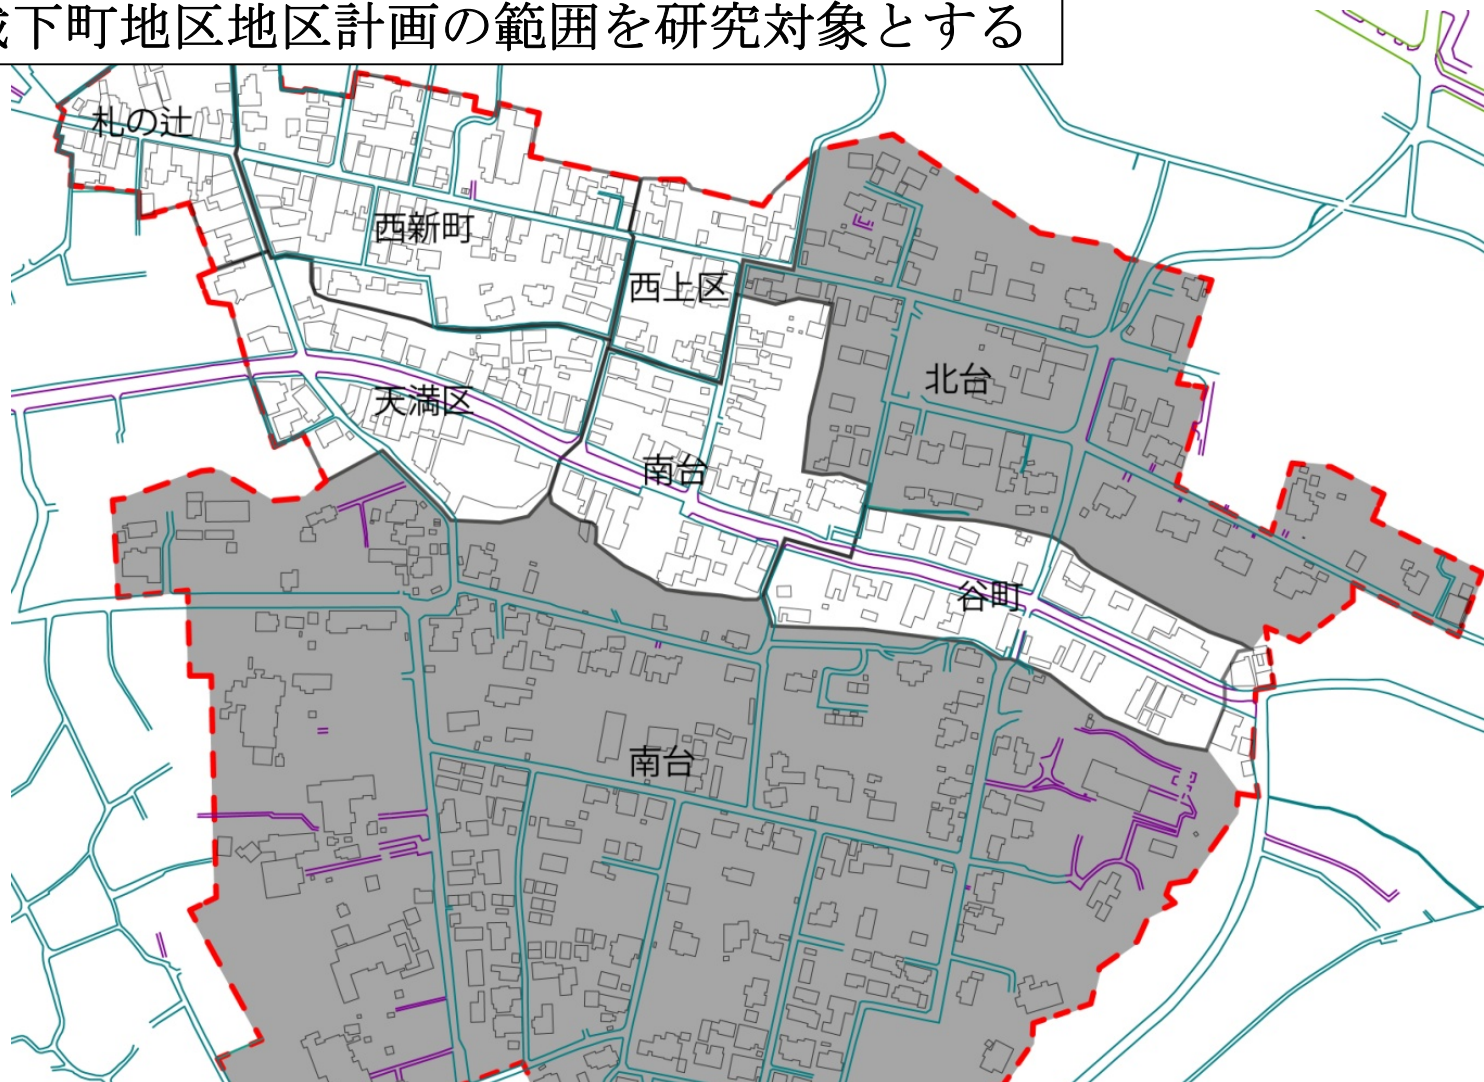 城下町地区地区計画の範囲を研究対象とする
札の辻
西新町
西上区
北台
天満区
南台
谷町
南台